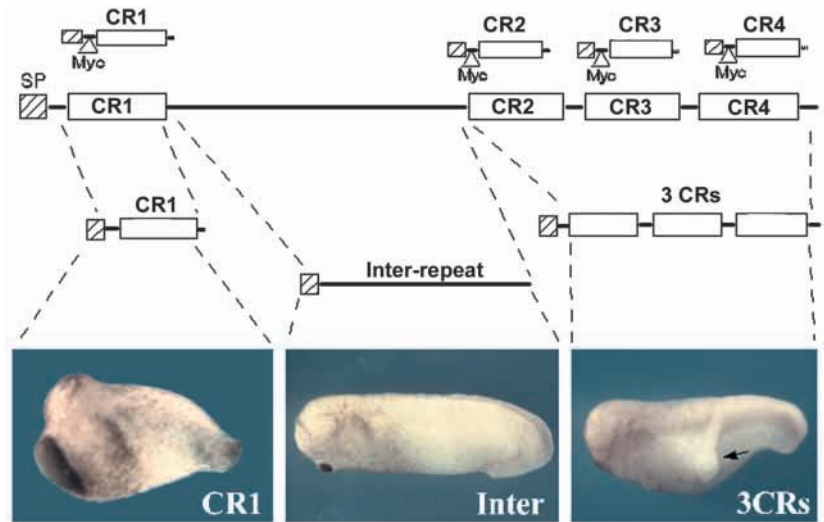 CR1
CR2
CR3
CR4
Myc
Myc
Myc
Myc
SP
CR1
CR2
CR3
CR4
CR1
3 CRs
Inter-repeat
CR1
Inter
3CRs